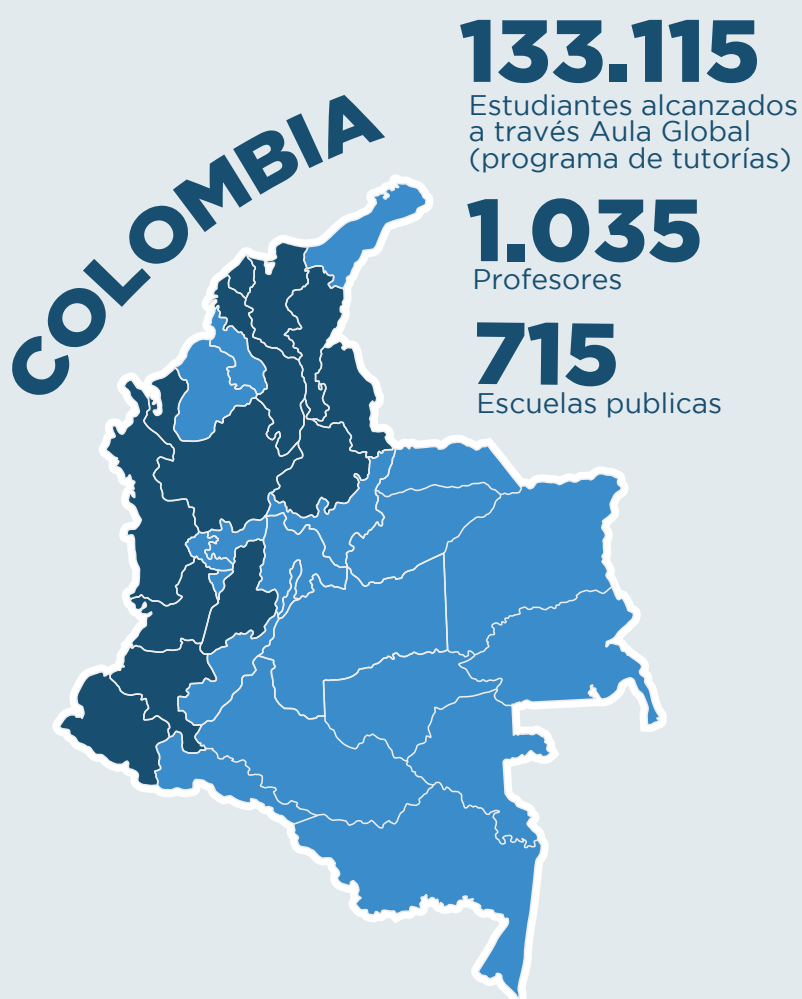 133.115
Estudiantes alcanzados
a través Aula Global
(programa de tutorías)
COLOMBIA
1.035
Profesores
715
Escuelas publicas